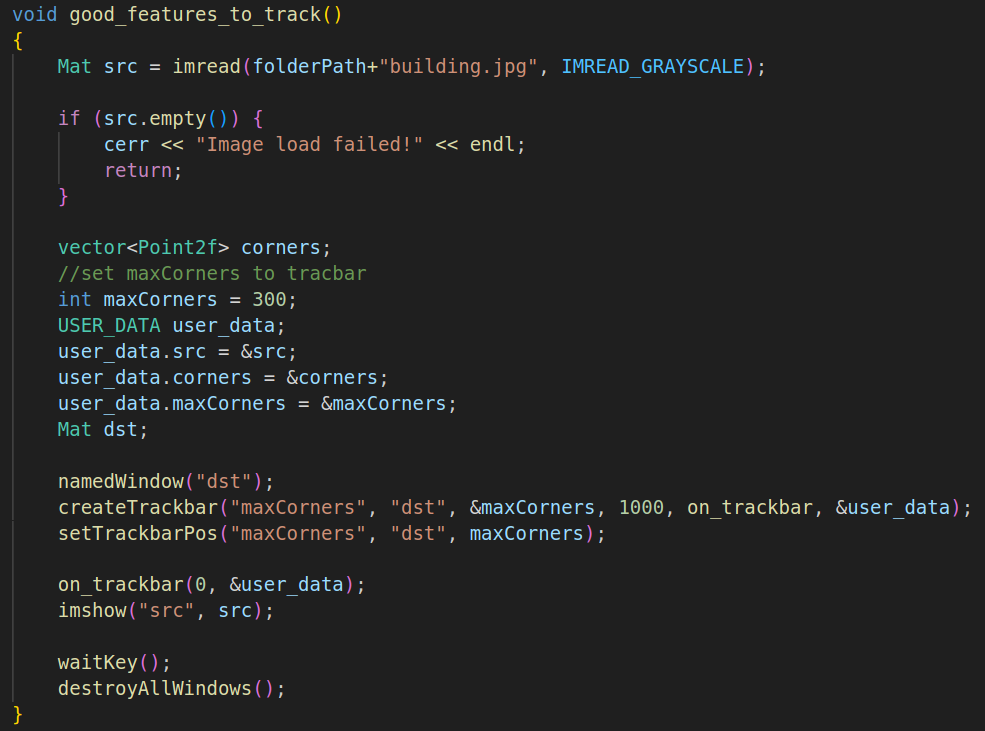 void good_features_to_track()
{
    Mat src = imread(folderPath+"building.jpg", IMREAD_GRAYSCALE);

    if (src.empty()) {
        cerr << "Image load failed!" << endl;
        return;
    }

    vector<Point2f> corners;
    //set maxCorners to tracbar
    int maxCorners = 300;
    USER_DATA user_data;
    user_data.src = &src;
    user_data.corners = &corners;
    user_data.maxCorners = &maxCorners;
    Mat dst;

    namedWindow("dst");
    createTrackbar("maxCorners", "dst", &maxCorners, 1000, on_trackbar, &user_data);
    setTrackbarPos("maxCorners", "dst", maxCorners);

    on_trackbar(0, &user_data);
    imshow("src", src);

    waitKey();
    destroyAllWindows();
}